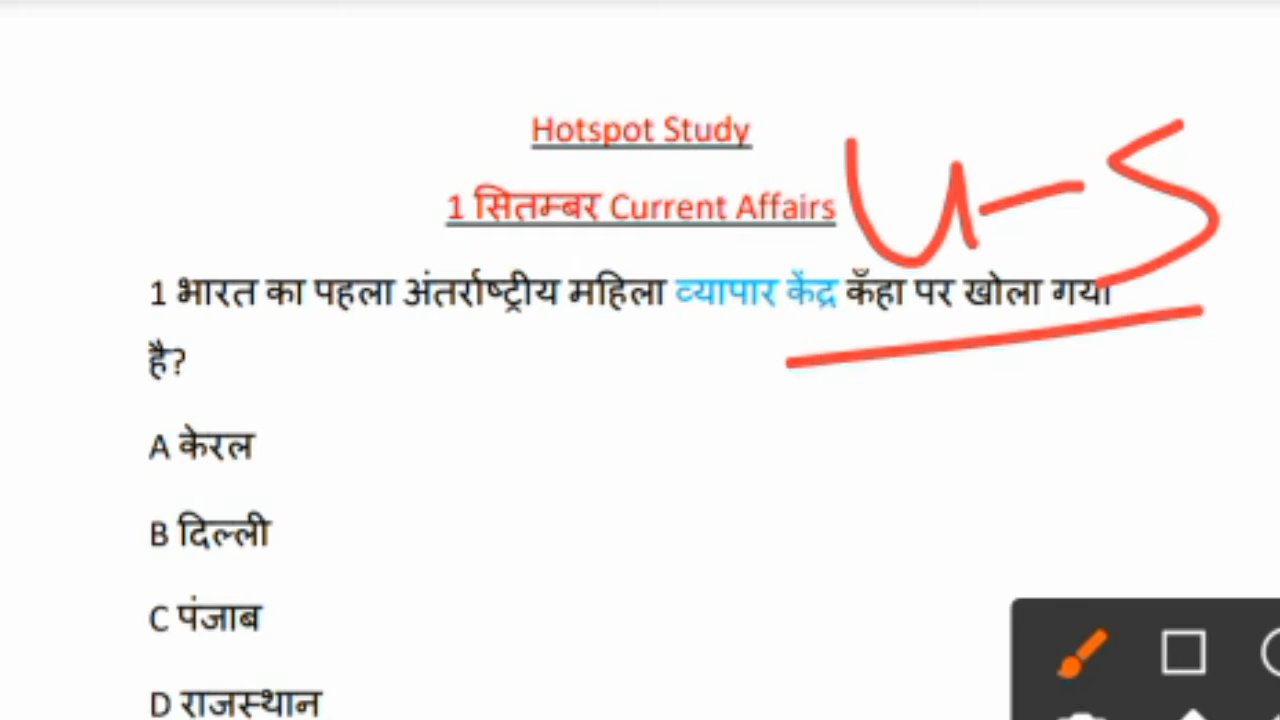 Hotspot Study
1 सितम्बर Current Affairs
U-S
1 भारत का पहला अंतर्राष्ट्रीय महिला व्यापार केंद्र कँहा पर खोला गया
है?
A केरल
B दिल्ली
C पंजाब
D राजस्थान